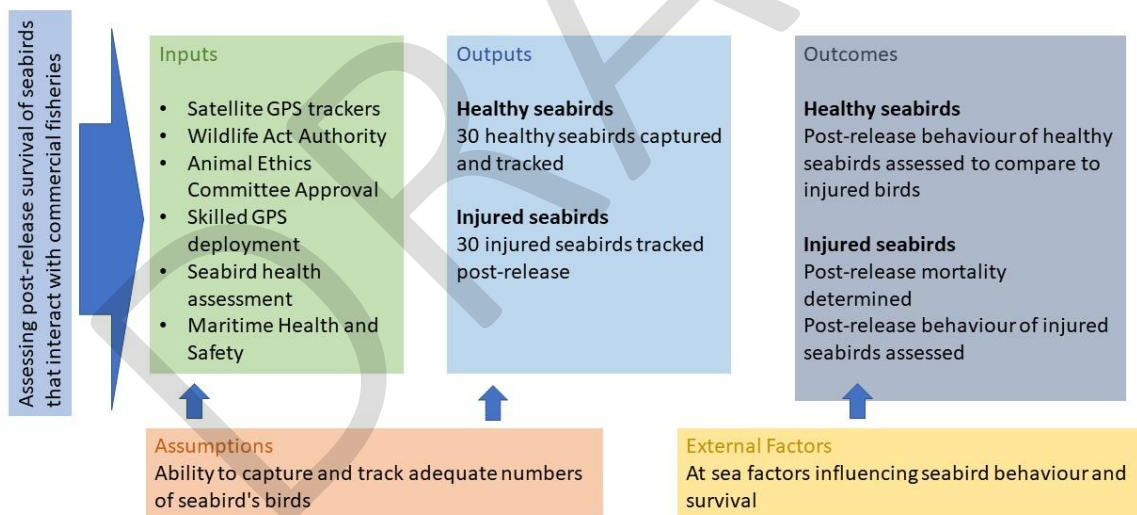 Assessing post-release survival of seabirds
that interact with commercial fisheries
Inputs
• Satellite GPS trackers
• Wildlife Act Authority
• Animal Ethics
Committee Approval
• Skilled GPS
deployment
• Seabird health
assessment
• Maritime Health and
Safety
Outputs
Healthy seabirds
30 healthy seabirds captured
and tracked
Injured seabirds
30 injured seabirds tracked
post-release
Outcomes
Healthy seabirds
Post-release behaviour of healthy
seabirds assessed to compare to
injured birds
Injured seabirds
Post-release mortality
determined
Post-release behaviour of injured
seabirds assessed
Assumptions
Ability to capture and track adequate numbers
of seabird's birds
External Factors
At sea factors influencing seabird behaviour and
survival
DRA